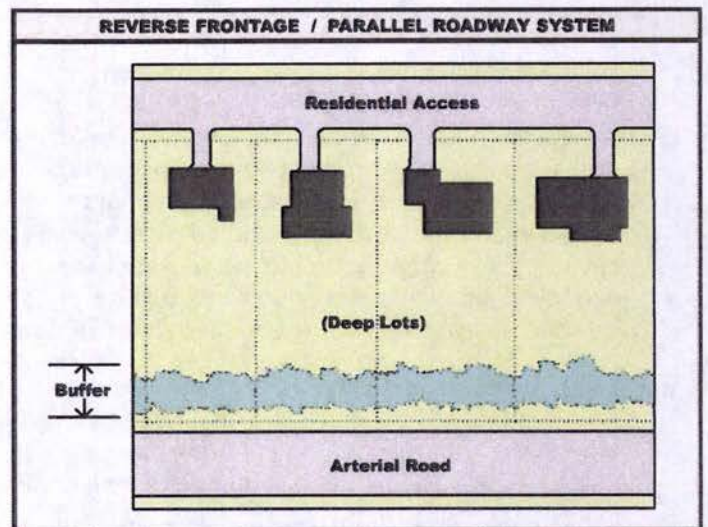 REVERSE FRONTAGE / PARALLEL ROADWAY SYSTEM
Residential Access
(Deep Lots)
Buffer
Arterial Road